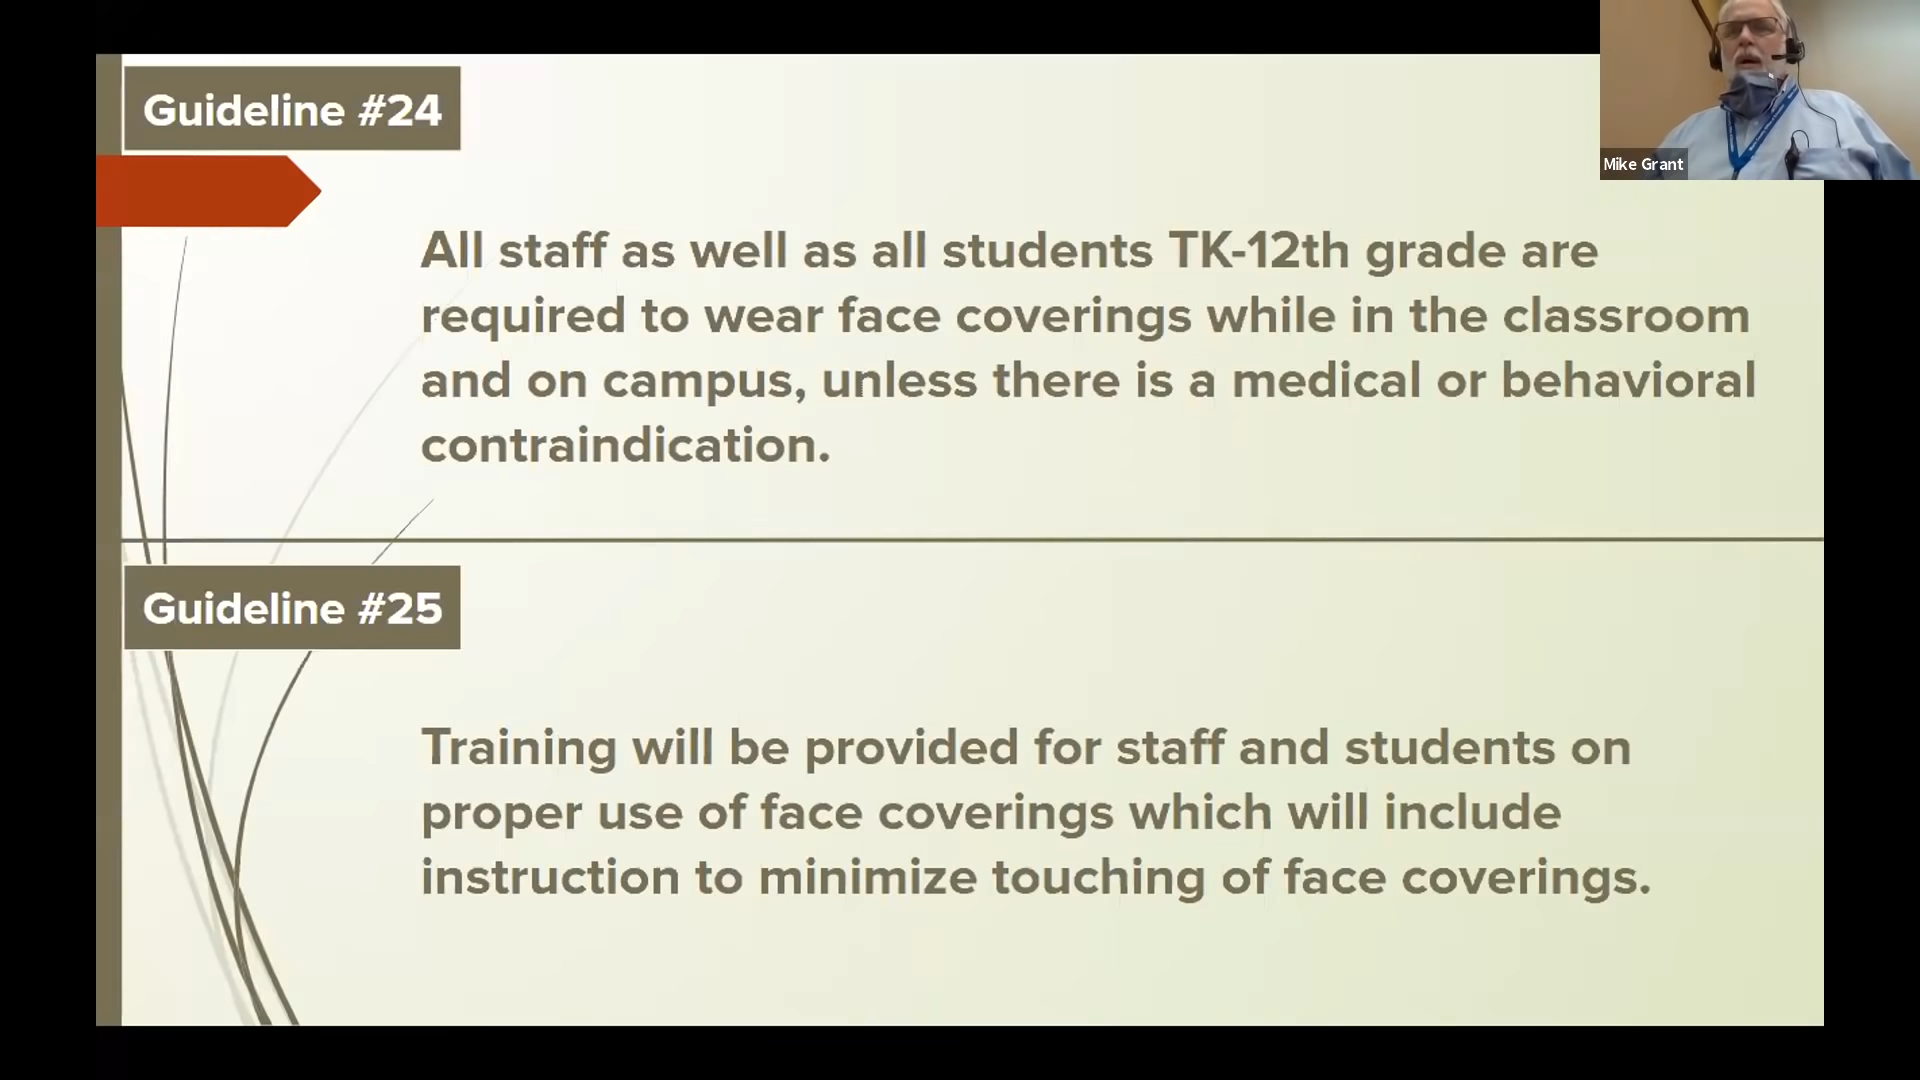 Guideline #24
All staff as well as all students TK-12th grade are
required to wear face coverings while in the classroom
and on campus, unless there is a medical or behavioral
contraindication.
Guideline #25
Training will be provided for staff and students on
proper use of face coverings which will include
instruction to minimize touching of face coverings.
Mike Grant